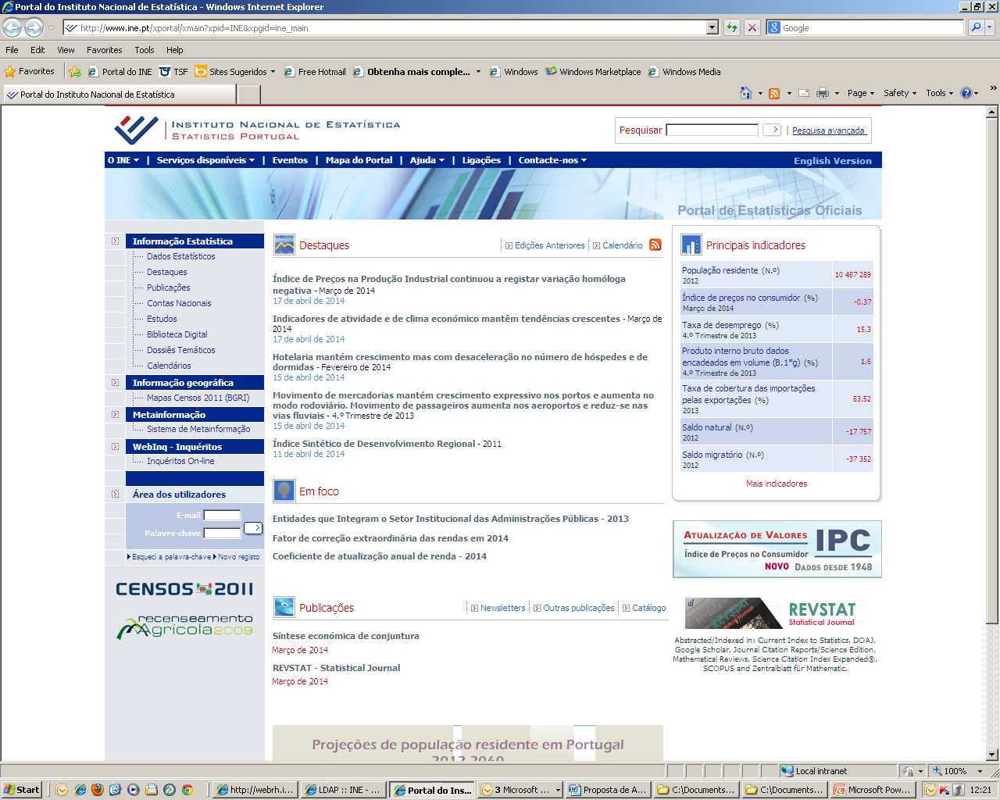 Portal do Instituto Nacional de Estatística - Windows Internet Explorer
http://www.ine.pt/xportal/xmain?xpid=INE&xpgid=ine_main
Google
File Edit View Favorites Tools Help
Favorites Portal do INE TSF Sites Sugeridos Free Hotmail Obtenha mais comple... Windows Windows Marketplace Windows Media
Portal do Instituto Nacional de Estatística
Page Safety Tools
INSTITUTO NACIONAL DE ESTATÍSTICA
STATISTICS PORTUGAL
Pesquisar | Pesquisa avançada
O INE | Serviços disponíveis | Eventos | Mapa do Portal | Ajuda | Ligações | Contacte-nos
English Version
Portal de Estatísticas Oficiais
Informação Estatística
Dados Estatísticos
Destaques
Publicações
Contas Nacionais
Estudos
Biblioteca Digital
Dossiês Temáticos
Calendários
Informação geográfica
Mapas Censos 2011 (BGRI)
Metainformação
Sistema de Metainformação
WebInq - Inquéritos
Inquéritos On-line
Área dos utilizadores
E-mail
Palavra-chave
Esqueci a palavra-chave Novo registo
CENSOS 2011
recenseamento
Agrícola 2009
Destaques
Edições Anteriores Calendário
Índice de Preços na Produção Industrial continuou a registar variação homóloga
negativa - Março de 2014
17 de abril de 2014
Indicadores de atividade e de clima económico mantêm tendências crescentes - Março de
2014
17 de abril de 2014
Hotelaria mantém crescimento mas com desaceleração no número de hóspedes e de
dormidas - Fevereiro de 2014
15 de abril de 2014
Movimento de mercadorias mantém crescimento expressivo nos portos e aumenta no
modo rodoviário. Movimento de passageiros aumenta nos aeroportos e reduz-se nas
vias fluviais - 4.º Trimestre de 2013
15 de abril de 2014
Índice Sintético de Desenvolvimento Regional - 2011
11 de abril de 2014
Em foco
Entidades que Integram o Setor Institucional das Administrações Públicas - 2013
Fator de correção extraordinária das rendas em 2014
Coeficiente de atualização anual de renda - 2014
Publicações
Newsletters Outras publicações Catálogo
Síntese económica de conjuntura
Março de 2014
REVSTAT - Statistical Journal
Março de 2014
Projeções de população residente em Portugal
2012-2060
Principais indicadores
População residente (N.º)
2012
10 487 289
Índice de preços no consumidor (%)
Março de 2014
-0,37
Taxa de desemprego (%)
4.º Trimestre de 2013
15,3
Produto interno bruto dados
encadeados em volume (B.1*g) (%)
4.º Trimestre de 2013
1,6
Taxa de cobertura das importações
pelas exportações (%)
2013
83,52
Saldo natural (N.º)
2012
-17 757
Saldo migratório (N.º)
2012
-37 352
Mais indicadores
ATUALIZAÇÃO DE VALORES IPC
Índice de Preços no Consumidor
NOVO DADOS DESDE 1948
REVSTAT
Statistical Journal
Abstracted/Indexed in: Current Index to Statistics, DOAJ,
Google Scholar, Journal Citation Reports/Science Edition,
Mathematical Reviews, Science Citation Index Expanded®,
SCOPUS and Zentralblatt für Mathematic.
Local intranet 100%
Start http://webrh.i... LDAP :: INE - ... Portal do Ins... 3 Microsoft ... Proposta de A... C:\Documents... C:\Documents... Microsoft Pow... 12:21